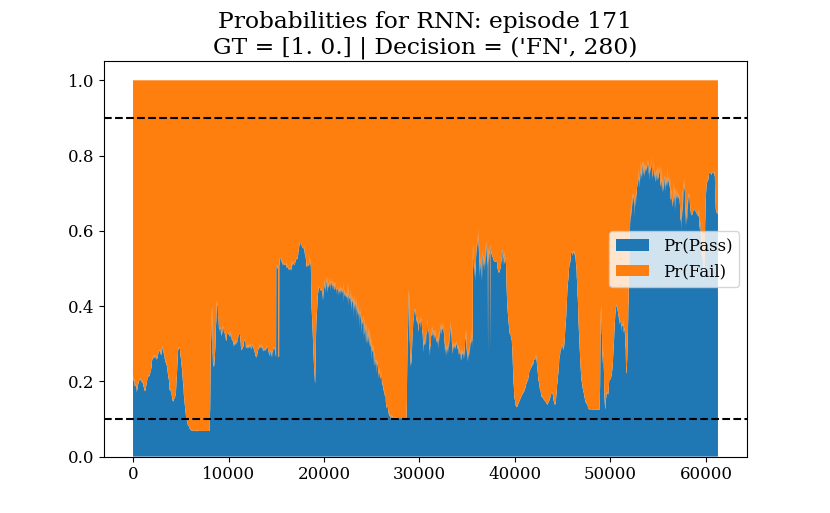 Probabilities for RNN: episode 171
GT = [1. 0.] | Decision = ('FN', 280)
1.0
0.8
0.6
0.4
0.2
0.0
Pr(Pass)
Pr(Fail)
0 10000 20000 30000 40000 50000 60000